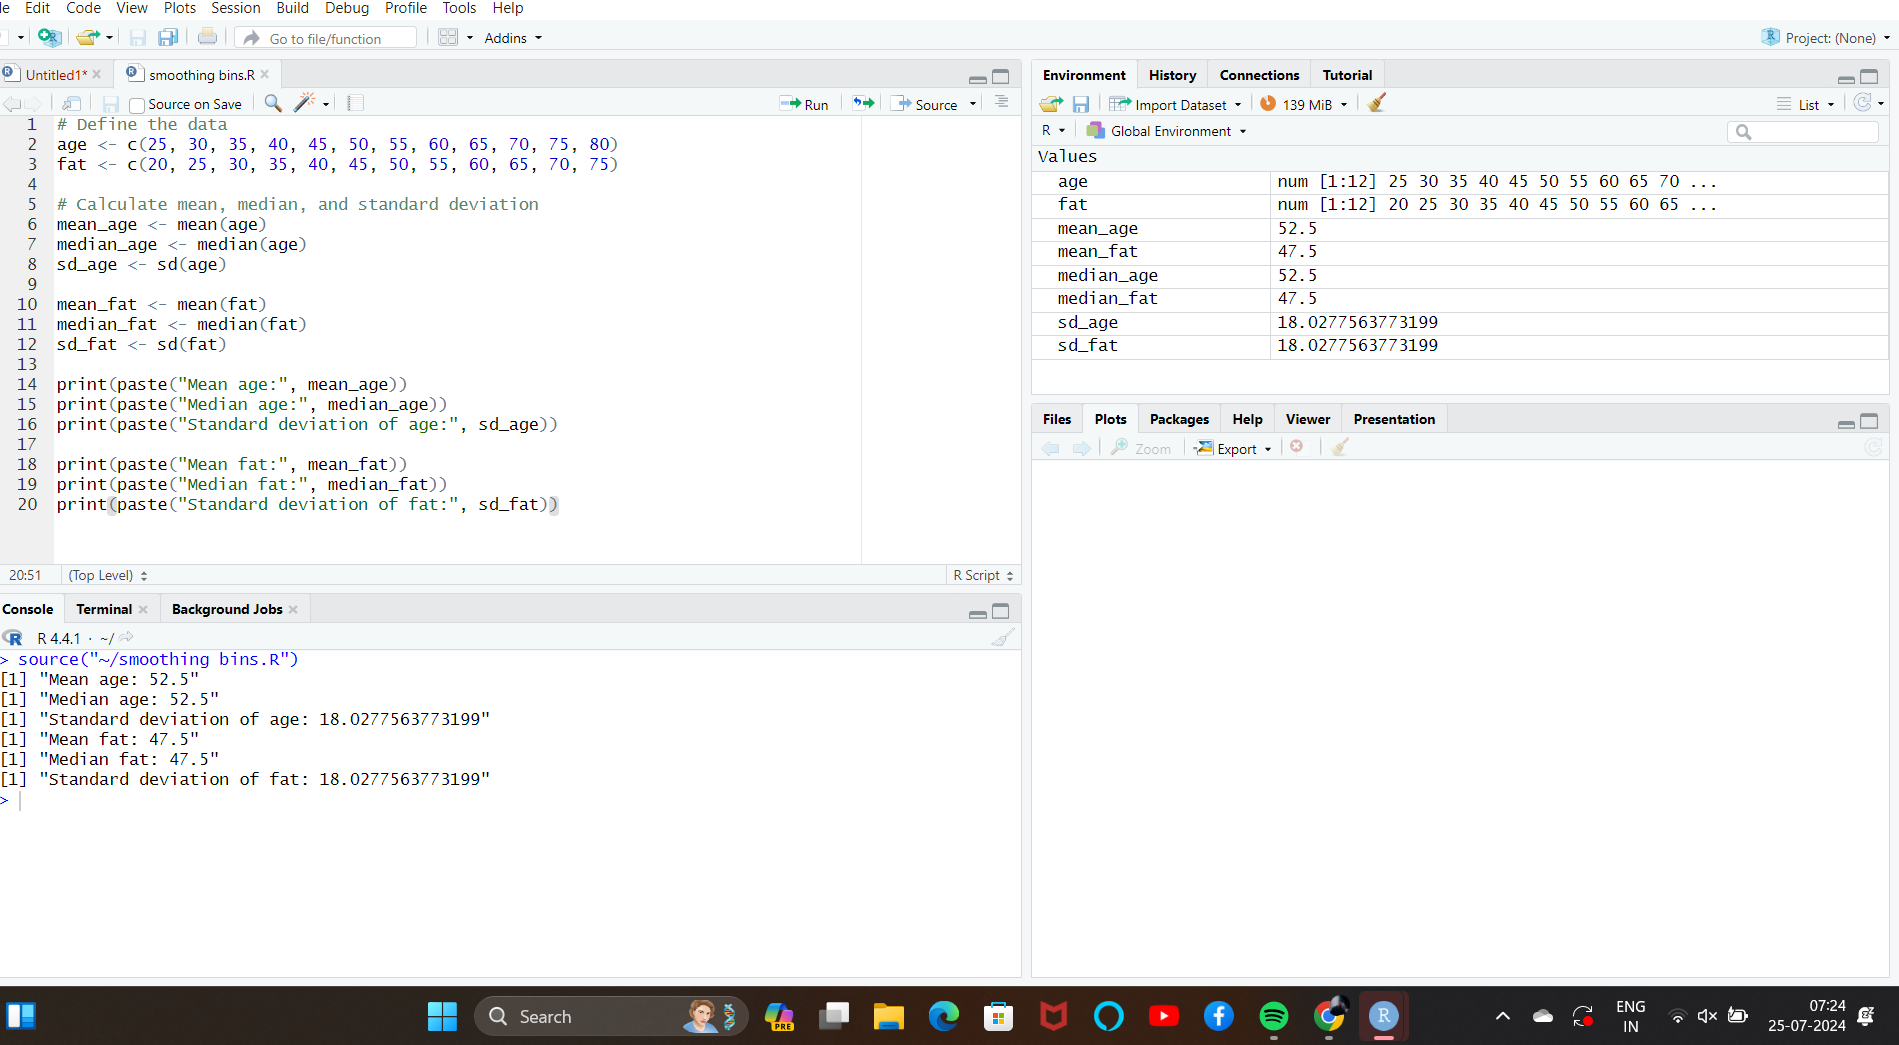 le Edit Code View Plots Session Build Debug Profile Tools Help
Go to file/function Addins Project: (None)
Untitled1* smoothing bins.R
Source on Save Run Source
1 # Define the data
2 age <- c(25, 30, 35, 40, 45, 50, 55, 60, 65, 70, 75, 80)
3 fat <- c(20, 25, 30, 35, 40, 45, 50, 55, 60, 65, 70, 75)
4
5 # Calculate mean, median, and standard deviation
6 mean_age <- mean(age)
7 median_age <- median(age)
8 sd_age <- sd(age)
9
10 mean_fat <- mean(fat)
11 median_fat <- median(fat)
12 sd_fat <- sd(fat)
13
14 print(paste("Mean age:", mean_age))
15 print(paste("Median age:", median_age))
16 print(paste("Standard deviation of age:", sd_age))
17
18 print(paste("Mean fat:", mean_fat))
19 print(paste("Median fat:", median_fat))
20 print(paste("Standard deviation of fat:", sd_fat))
20:51 (Top Level) R Script
Console Terminal Background Jobs
R R 4.4.1 · ~/
> source("~/smoothing bins.R")
[1] "Mean age: 52.5"
[1] "Median age: 52.5"
[1] "Standard deviation of age: 18.0277563773199"
[1] "Mean fat: 47.5"
[1] "Median fat: 47.5"
[1] "Standard deviation of fat: 18.0277563773199"
>
Environment History Connections Tutorial
Import Dataset 139 MiB List
R Global Environment
Values
age num [1:12] 25 30 35 40 45 50 55 60 65 70 ...
fat num [1:12] 20 25 30 35 40 45 50 55 60 65 ...
mean_age 52.5
mean_fat 47.5
median_age 52.5
median_fat 47.5
sd_age 18.0277563773199
sd_fat 18.0277563773199
Files Plots Packages Help Viewer Presentation
Zoom Export
Search PRE R ENG 07:24
IN 25-07-2024